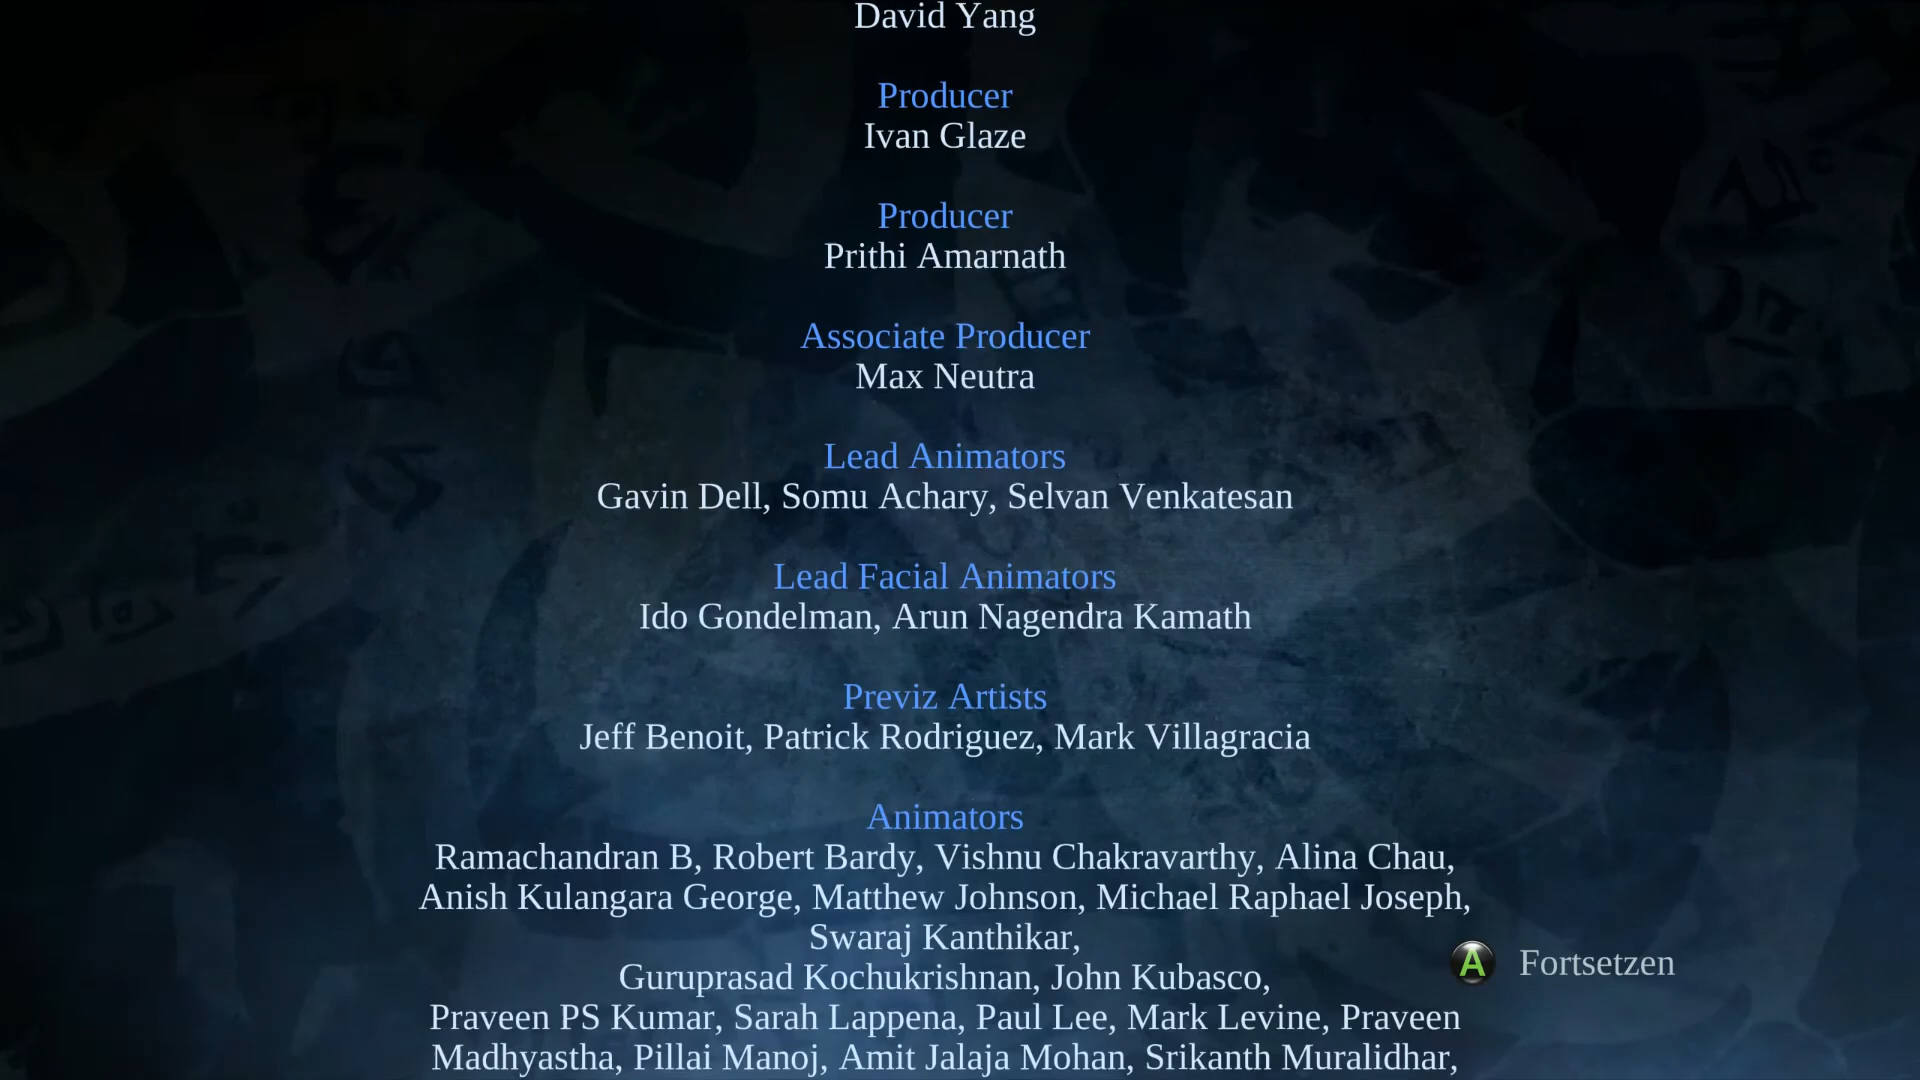 David Yang
Producer
Ivan Glaze
Producer
Prithi Amarnath
Associate Producer
Max Neutra
Lead Animators
Gavin Dell, Somu Achary, Selvan Venkatesan
Lead Facial Animators
Ido Gondelman, Arun Nagendra Kamath
Previz Artists
Jeff Benoit, Patrick Rodriguez, Mark Villagracia
Animators
Ramachandran B, Robert Bardy, Vishnu Chakravarthy, Alina Chau,
Anish Kulangara George, Matthew Johnson, Michael Raphael Joseph,
Swaraj Kanthikar,
Guruprasad Kochukrishnan, John Kubasco,
Praveen PS Kumar, Sarah Lappena, Paul Lee, Mark Levine, Praveen
Madhyastha, Pillai Manoj, Amit Jalaja Mohan, Srikanth Muralidhar,
A Fortsetzen